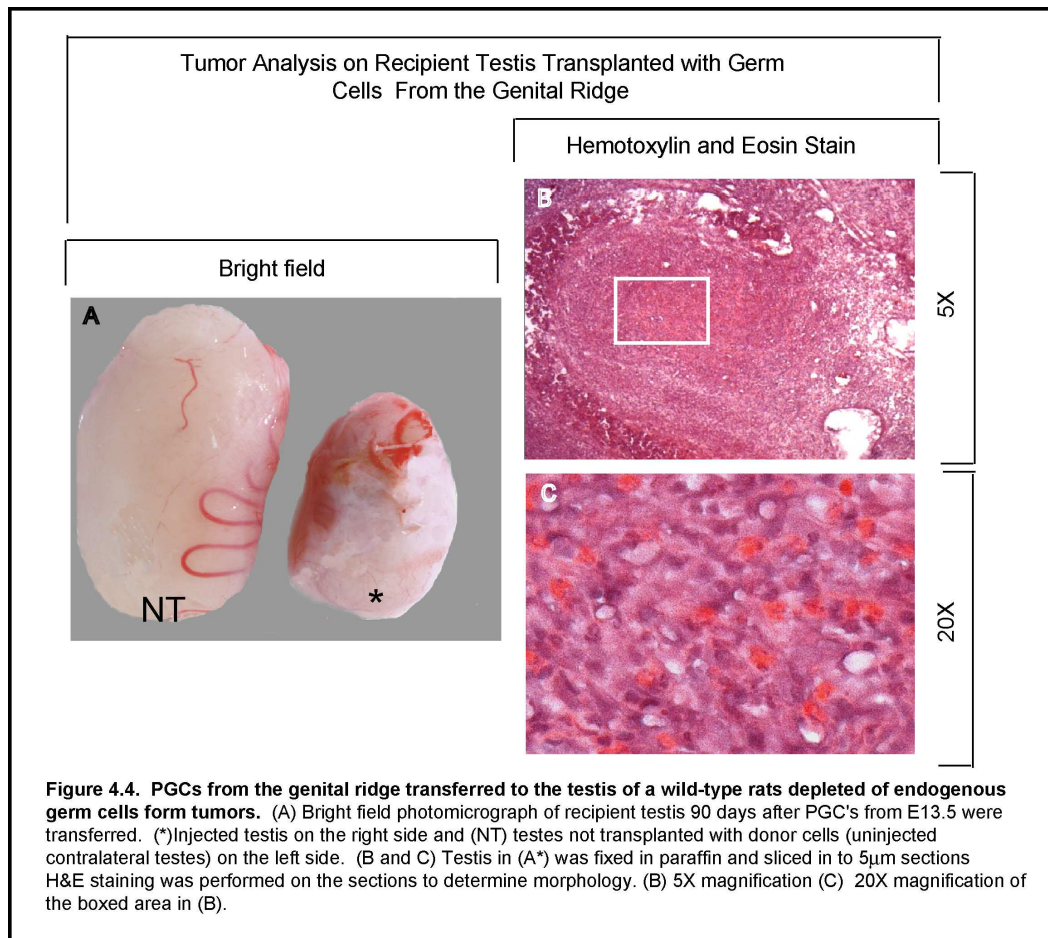 Tumor Analysis on Recipient Testis Transplanted with Germ
Cells From the Genital Ridge
Hemotoxylin and Eosin Stain
B
5X
Bright field
A
NT
*
C
20X
Figure 4.4. PGCs from the genital ridge transferred to the testis of a wild-type rats depleted of endogenous
germ cells form tumors. (A) Bright field photomicrograph of recipient testis 90 days after PGC's from E13.5 were
transferred. (*)Injected testis on the right side and (NT) testes not transplanted with donor cells (uninjected
contralateral testes) on the left side. (B and C) Testis in (A*) was fixed in paraffin and sliced in to 5µm sections
H&E staining was performed on the sections to determine morphology. (B) 5X magnification (C) 20X magnification of
the boxed area in (B).